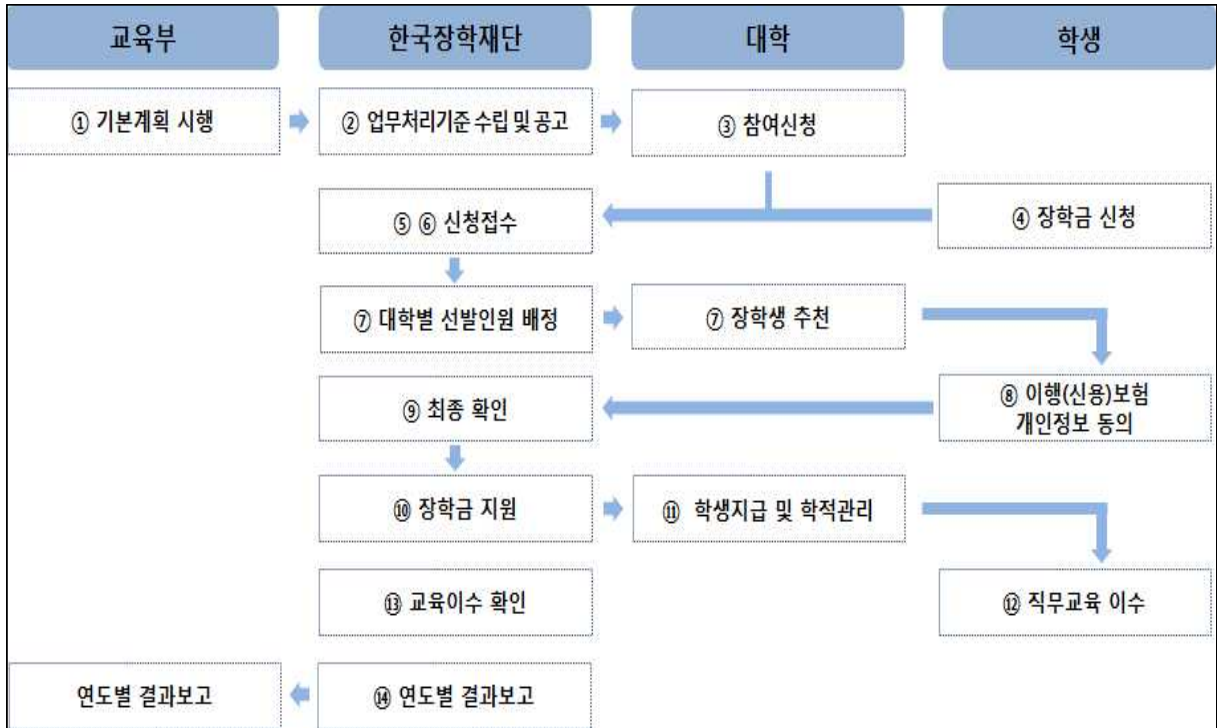 교육부
한국장학재단
대학
학생
① 기본계획 시행
② 업무처리기준 수립 및 공고
③ 참여신청
⑤ ⑥ 신청접수
④ 장학금 신청
⑦ 대학별 선발인원 배정
⑦ 장학생 추천
⑨ 최종 확인
⑧ 이행(신용)보험
개인정보 동의
⑩ 장학금 지원
⑪ 학생지급 및 학적관리
⑬ 교육이수 확인
⑫ 직무교육 이수
연도별 결과보고
⑭ 연도별 결과보고